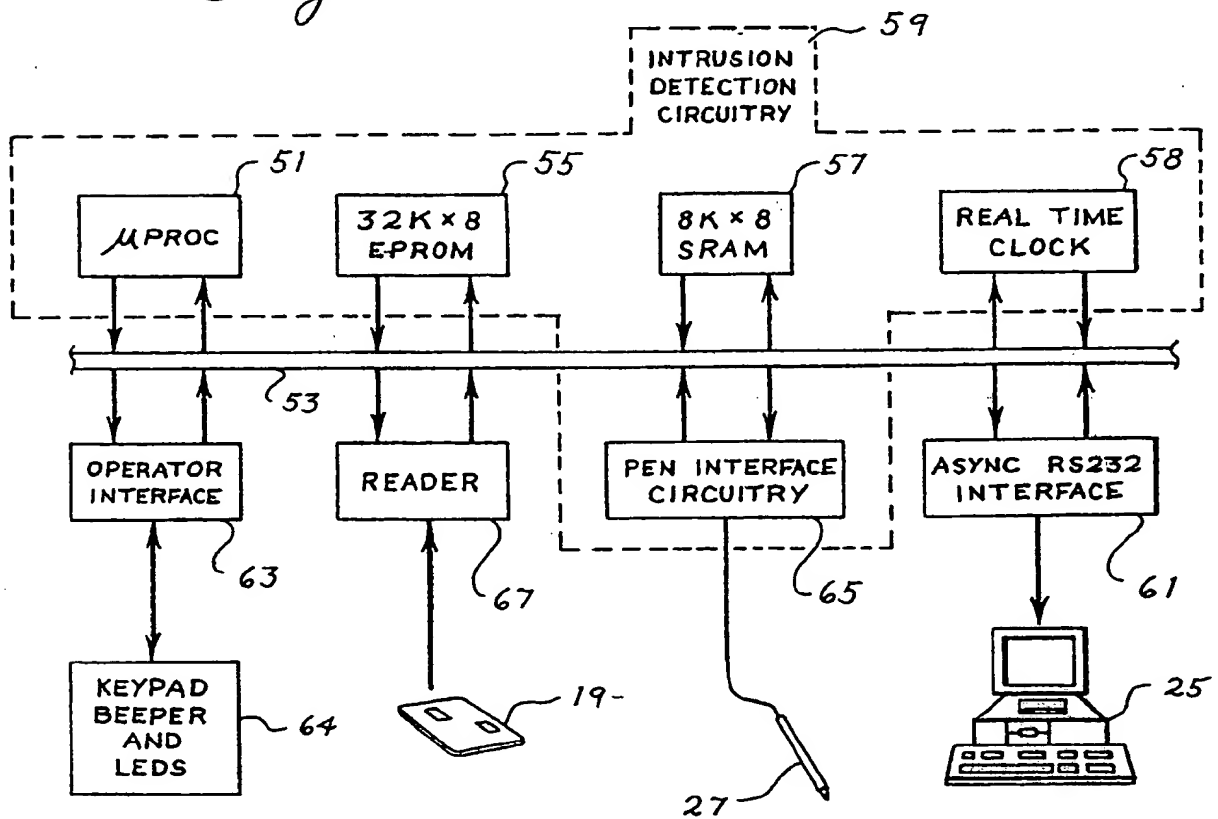 59
INTRUSION
DETECTION
CIRCUITRY
51
55
57
58
μPROC
32K × 8
E-PROM
8K × 8
SRAM
REAL TIME
CLOCK
53
OPERATOR
INTERFACE
READER
PEN INTERFACE
CIRCUITRY
ASYNC RS232
INTERFACE
63
67
65
61
KEYPAD
BEEPER
AND
LEDS
64
19-
27
25